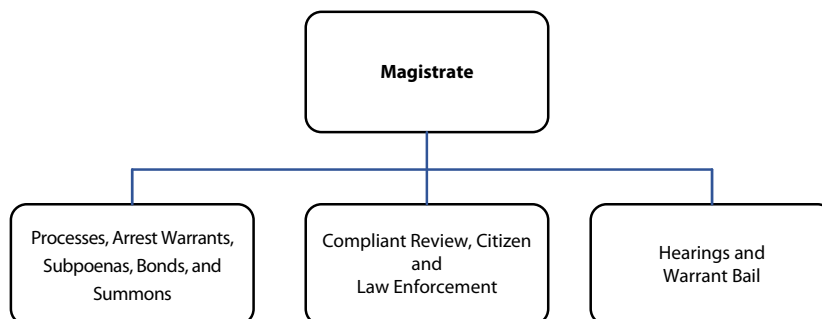 Magistrate
Processes, Arrest Warrants,
Subpoenas, Bonds, and
Summons
Compliant Review, Citizen
and
Law Enforcement
Hearings and
Warrant Bail